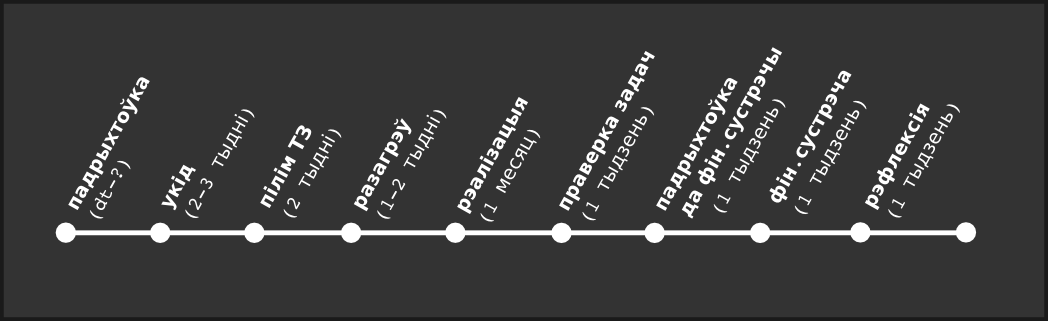 падрыхтоўка
(dt-?)
укід
(2-3 тыдні)
пілім ТЗ
(2 тыдні)
разагрэў
(1-2 тыдні)
рэалізацыя
(1 месяц)
праверка задач
(1 тыдзень)
падрыхтоўка
да фін.сустрэчы
(1 тыдзень)
фін.сустрэча
(1 тыдзень)
рэфлексія
(1 тыдзень)